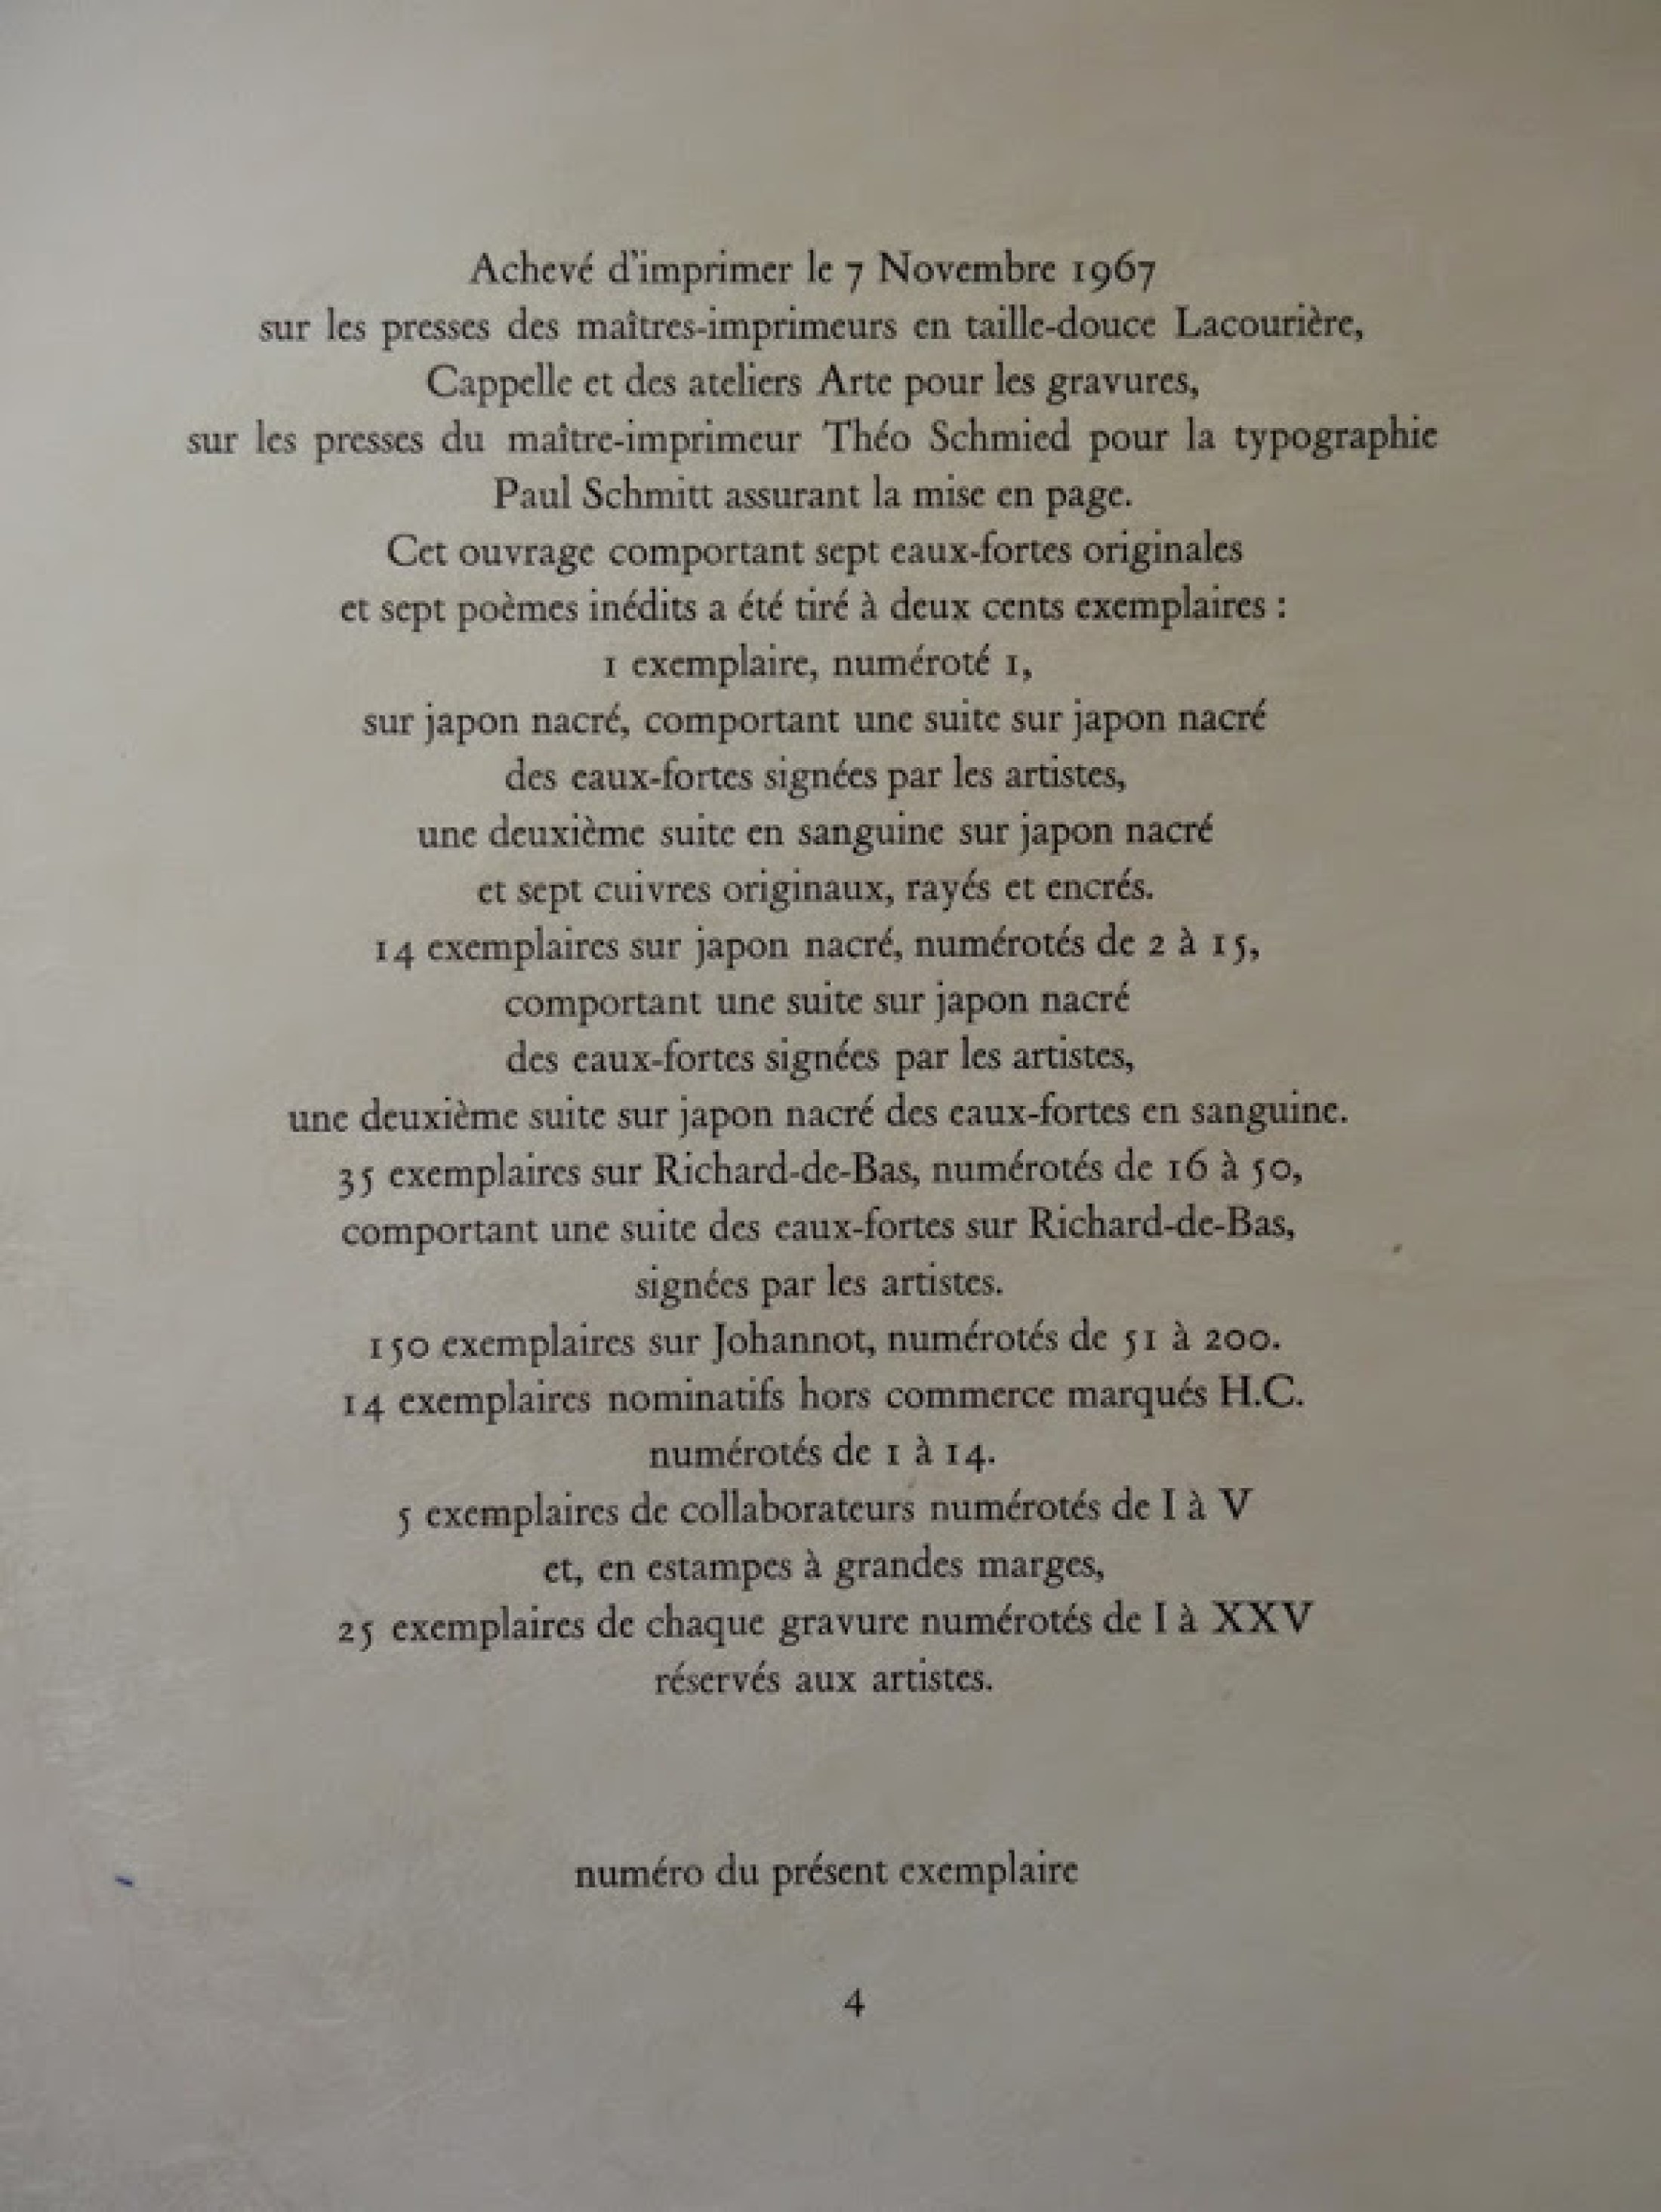 Achevé d'imprimer le 7 Novembre 1967
sur les presses des maîtres-imprimeurs en taille-douce Lacourière,
Cappelle et des ateliers Arte pour les gravures,
sur les presses du maître-imprimeur Théo Schmied pour la typographie
Paul Schmitt assurant la mise en page.
Cet ouvrage comportant sept eaux-fortes originales
et sept poèmes inédits a été tiré à deux cents exemplaires :
1 exemplaire, numéroté 1,
sur japon nacré, comportant une suite sur japon nacré
des eaux-fortes signées par les artistes,
une deuxième suite en sanguine sur japon nacré
et sept cuivres originaux, rayés et encrés.
14 exemplaires sur japon nacré, numérotés de 2 à 15,
comportant une suite sur japon nacré
des eaux-fortes signées par les artistes,
une deuxième suite sur japon nacré des eaux-fortes en sanguine.
35 exemplaires sur Richard-de-Bas, numérotés de 16 à 50,
comportant une suite des eaux-fortes sur Richard-de-Bas,
signées par les artistes.
150 exemplaires sur Johannot, numérotés de 51 à 200.
14 exemplaires nominatifs hors commerce marqués H.C.
numérotés de 1 à 14.
5 exemplaires de collaborateurs numérotés de I à V
et, en estampes à grandes marges,
25 exemplaires de chaque gravure numérotés de I à XXV
réservés aux artistes.
numéro du présent exemplaire
4